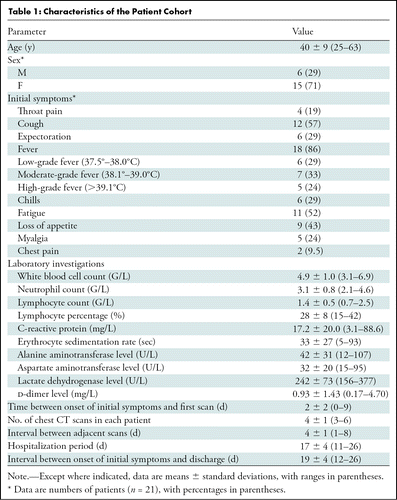 Table 1: Characteristics of the Patient Cohort
Parameter Value
Age (y) 40 ± 9 (25–63)
Sex*
M 6 (29)
F 15 (71)
Initial symptoms*
Throat pain 4 (19)
Cough 12 (57)
Expectoration 6 (29)
Fever 18 (86)
Low-grade fever (37.5°–38.0°C) 6 (29)
Moderate-grade fever (38.1°–39.0°C) 7 (33)
High-grade fever (>39.1°C) 5 (24)
Chills 6 (29)
Fatigue 11 (52)
Loss of appetite 9 (43)
Myalgia 5 (24)
Chest pain 2 (9.5)
Laboratory investigations
White blood cell count (G/L) 4.9 ± 1.0 (3.1–6.9)
Neutrophil count (G/L) 3.1 ± 0.8 (2.1–4.6)
Lymphocyte count (G/L) 1.4 ± 0.5 (0.7–2.5)
Lymphocyte percentage (%) 28 ± 8 (15–42)
C-reactive protein (mg/L) 17.2 ± 20.0 (3.1–88.6)
Erythrocyte sedimentation rate (sec) 33 ± 27 (5–93)
Alanine aminotransferase level (U/L) 42 ± 31 (12–107)
Aspartate aminotransferase level (U/L) 32 ± 20 (15–95)
Lactate dehydrogenase level (U/L) 242 ± 73 (156–377)
D-dimer level (mg/L) 0.93 ± 1.43 (0.17–4.70)
Time between onset of initial symptoms and first scan (d) 2 ± 2 (0–9)
No. of chest CT scans in each patient 4 ± 1 (3–6)
Interval between adjacent scans (d) 4 ± 1 (1–8)
Hospitalization period (d) 17 ± 4 (11–26)
Interval between onset of initial symptoms and discharge (d) 19 ± 4 (12–26)
Note.—Except where indicated, data are means ± standard deviations, with ranges in parentheses.
* Data are numbers of patients (n = 21), with percentages in parentheses.